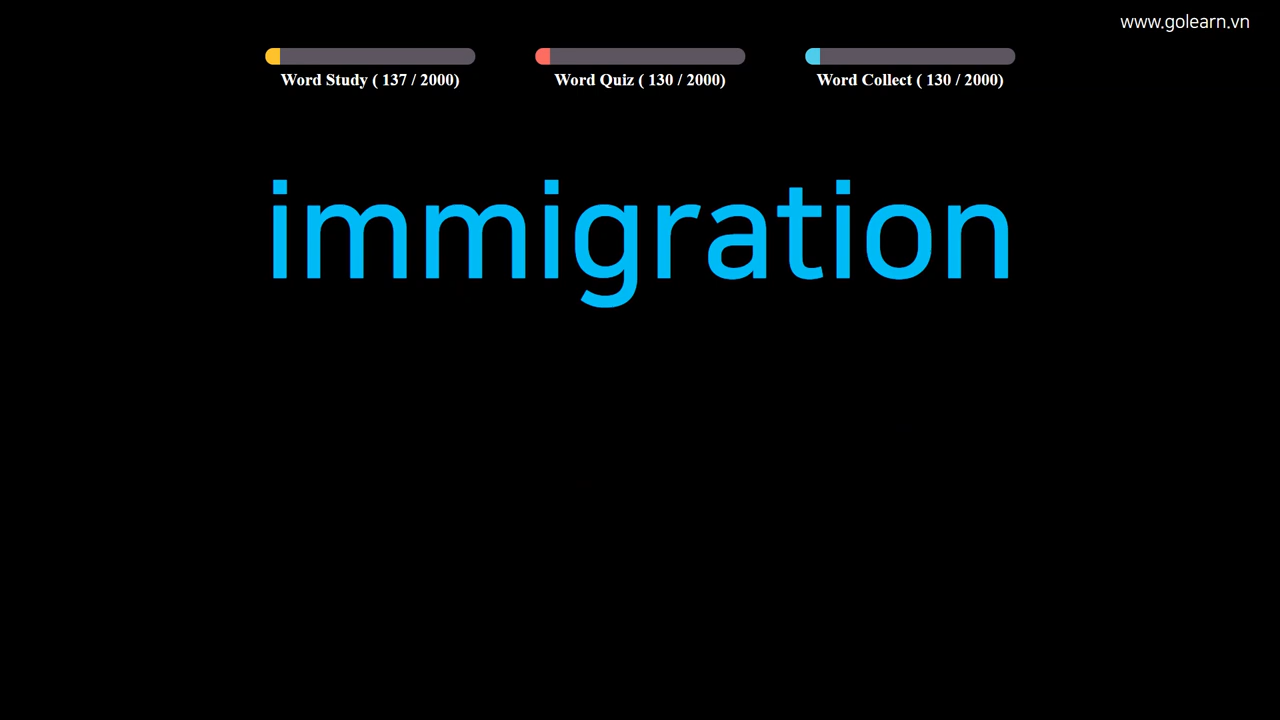 www.golearn.vn
Word Study ( 137 / 2000)
Word Quiz ( 130 / 2000)
Word Collect ( 130 / 2000)
immigration